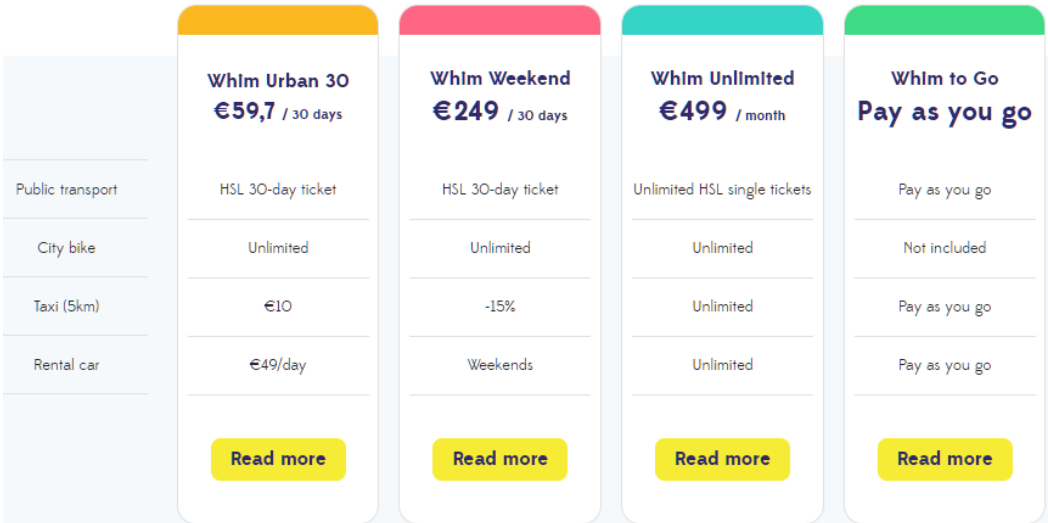 Whim Urban 30
€59,7 / 30 days
Whim Weekend
€249 / 30 days
Whim Unlimited
€499 / month
Whim to Go
Pay as you go
Public transport
HSL 30-day ticket
HSL 30-day ticket
Unlimited HSL single tickets
Pay as you go
City bike
Unlimited
Unlimited
Unlimited
Not included
Taxi (5km)
€10
-15%
Unlimited
Pay as you go
Rental car
€49/day
Weekends
Unlimited
Pay as you go
Read more
Read more
Read more
Read more